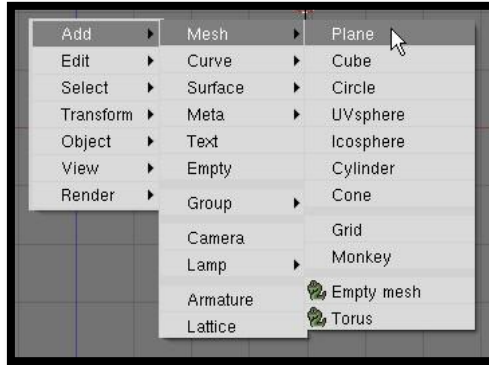 Add
Edit
Select
Transform
Object
View
Render
Mesh
Curve
Surface
Meta
Text
Empty
Group
Camera
Lamp
Armature
Lattice
Plane
Cube
Circle
UVsphere
Icosphere
Cylinder
Cone
Grid
Monkey
Empty mesh
Torus